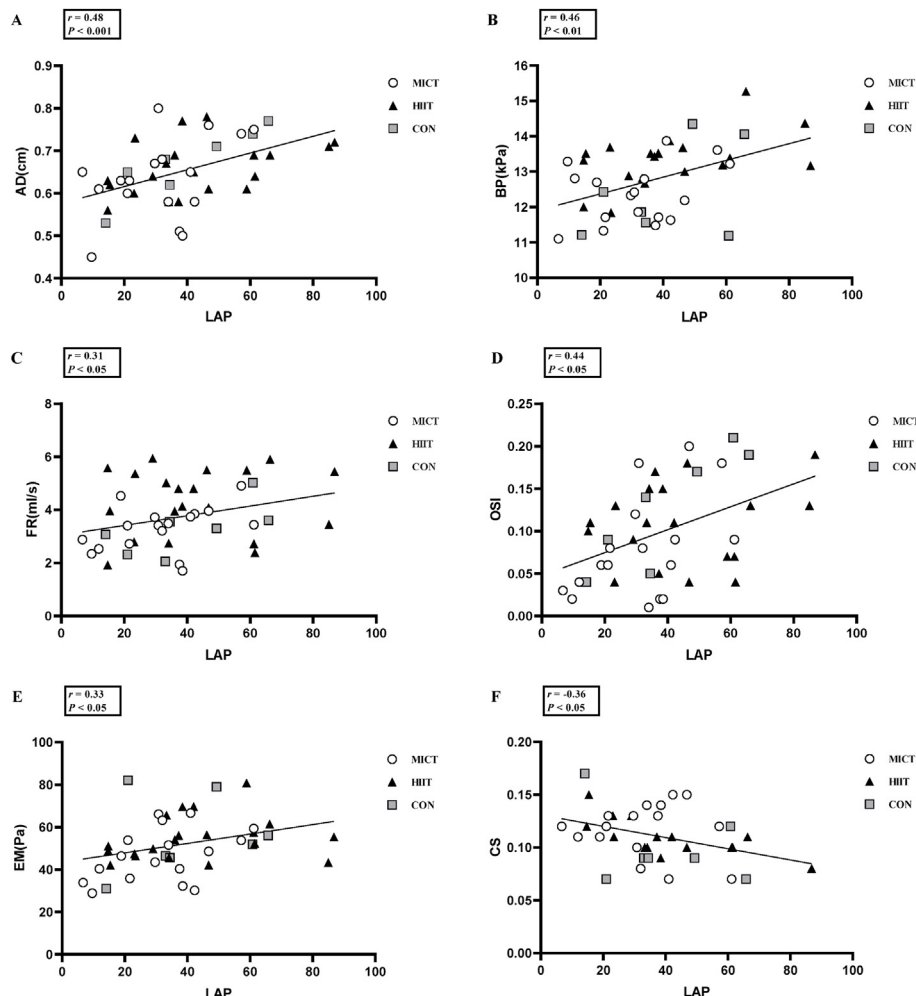 A
r = 0.48
P < 0.001
0.9
0.8
0.7
0.6
0.5
0.4
AD(cm)
0 20 40 60 80 100
LAP
MICT
HIIT
CON
B
r = 0.46
P < 0.01
16
15
14
13
12
11
10
BP(kPa)
0 20 40 60 80 100
LAP
MICT
HIIT
CON
C
r = 0.31
P < 0.05
8
6
4
2
0
FR(ml/s)
0 20 40 60 80 100
LAP
MICT
HIIT
CON
D
r = 0.44
P < 0.05
0.25
0.20
0.15
0.10
0.05
0.00
OSI
0 20 40 60 80 100
LAP
MICT
HIIT
CON
E
r = 0.33
P < 0.05
100
80
60
40
20
0
EM(Pa)
0 20 40 60 80 100
LAP
MICT
HIIT
CON
F
r = -0.36
P < 0.05
0.20
0.15
0.10
0.05
0.00
CS
0 20 40 60 80 100
LAP
MICT
HIIT
CON